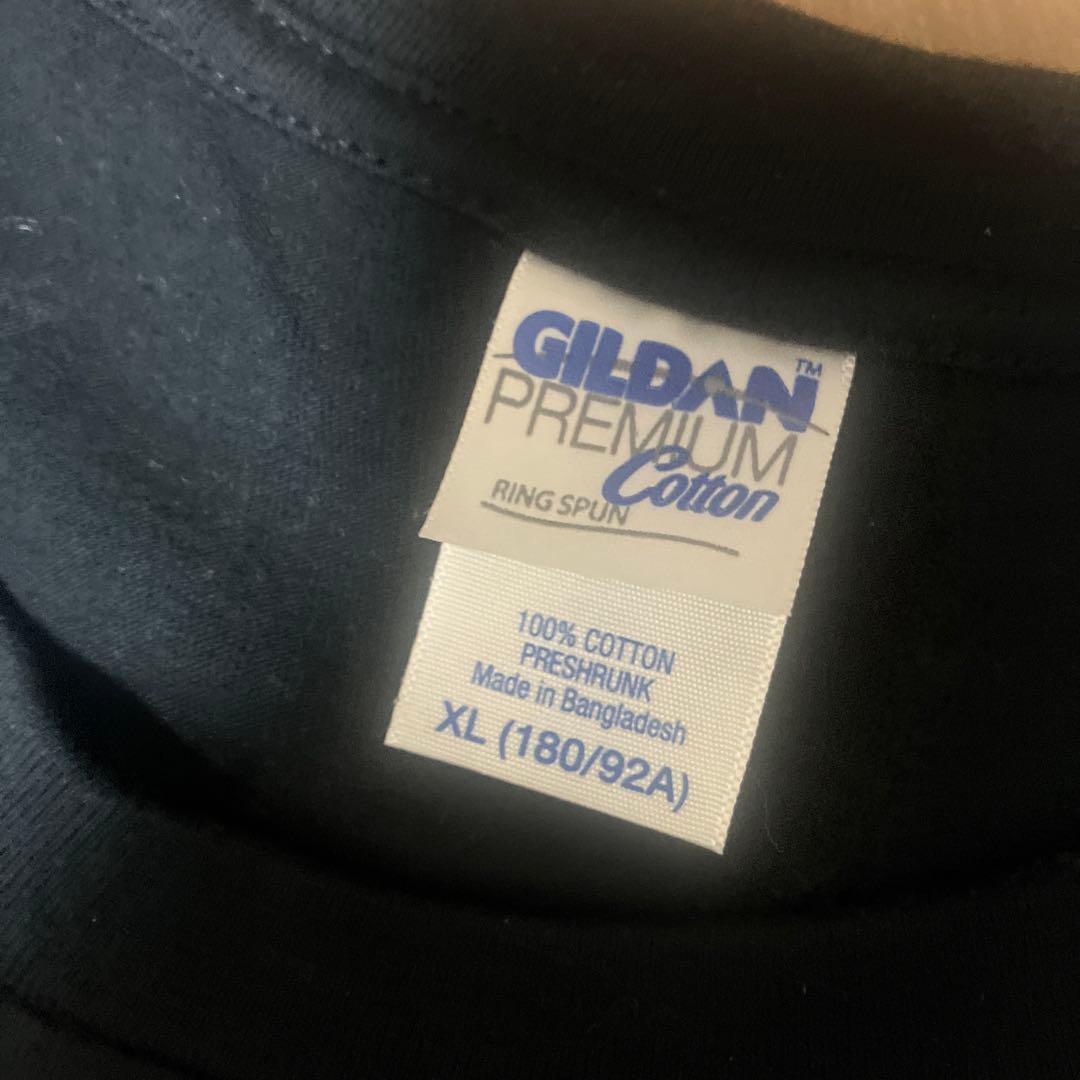 GILDAN™
PREMIUM
Cotton
RING SPUN
100% COTTON
PRESHRUNK
Made in Bangladesh
XL (180/92A)